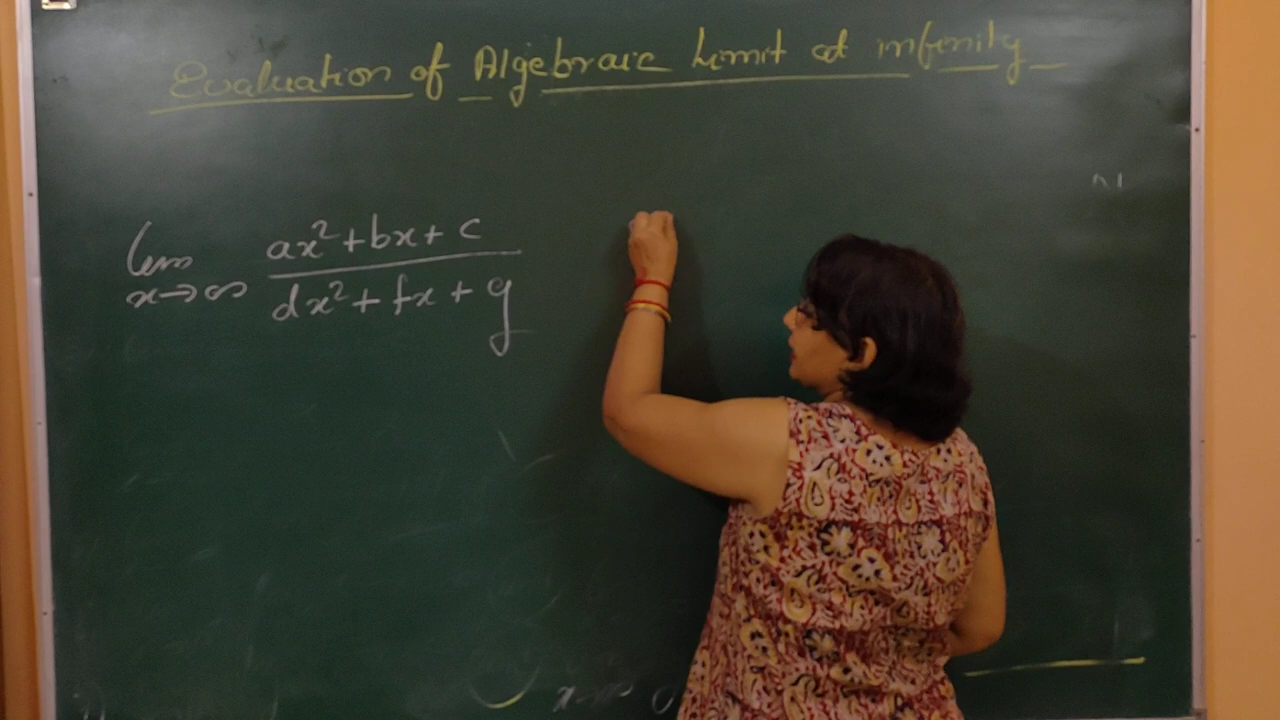 Evaluation of Algebraic Limit at infinity
lim ax²+bx+c
x→∞ dx²+fx+g